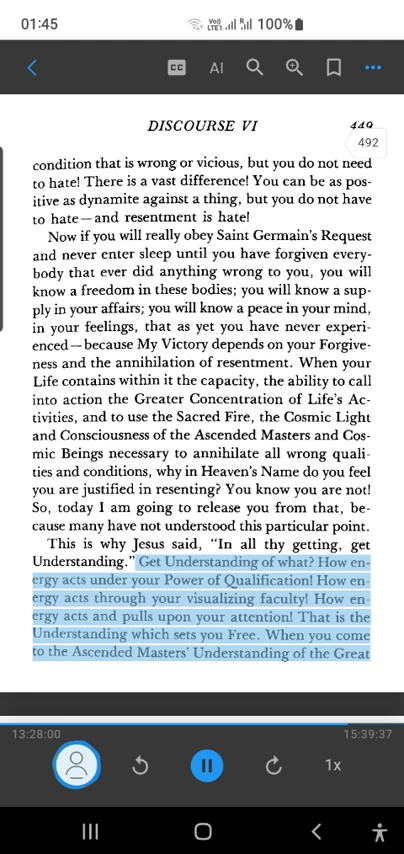 01:45 Vo)) LTE1 R 100%
CC AI
DISCOURSE VI 449
492
condition that is wrong or vicious, but you do not need
to hate! There is a vast difference! You can be as pos-
itive as dynamite against a thing, but you do not have
to hate—and resentment is hate!
Now if you will really obey Saint Germain's Request
and never enter sleep until you have forgiven every-
body that ever did anything wrong to you, you will
know a freedom in these bodies; you will know a sup-
ply in your affairs; you will know a peace in your mind,
in your feelings, that as yet you have never experi-
enced—because My Victory depends on your Forgive-
ness and the annihilation of resentment. When your
Life contains within it the capacity, the ability to call
into action the Greater Concentration of Life's Ac-
tivities, and to use the Sacred Fire, the Cosmic Light
and Consciousness of the Ascended Masters and Cos-
mic Beings necessary to annihilate all wrong quali-
ties and conditions, why in Heaven's Name do you feel
you are justified in resenting? You know you are not!
So, today I am going to release you from that, be-
cause many have not understood this particular point.
This is why Jesus said, "In all thy getting, get
Understanding." Get Understanding of what? How en-
ergy acts under your Power of Qualification! How en-
ergy acts through your visualizing faculty! How en-
ergy acts and pulls upon your attention! That is the
Understanding which sets you Free. When you come
to the Ascended Masters' Understanding of the Great
13:28:00 15:39:37
1x